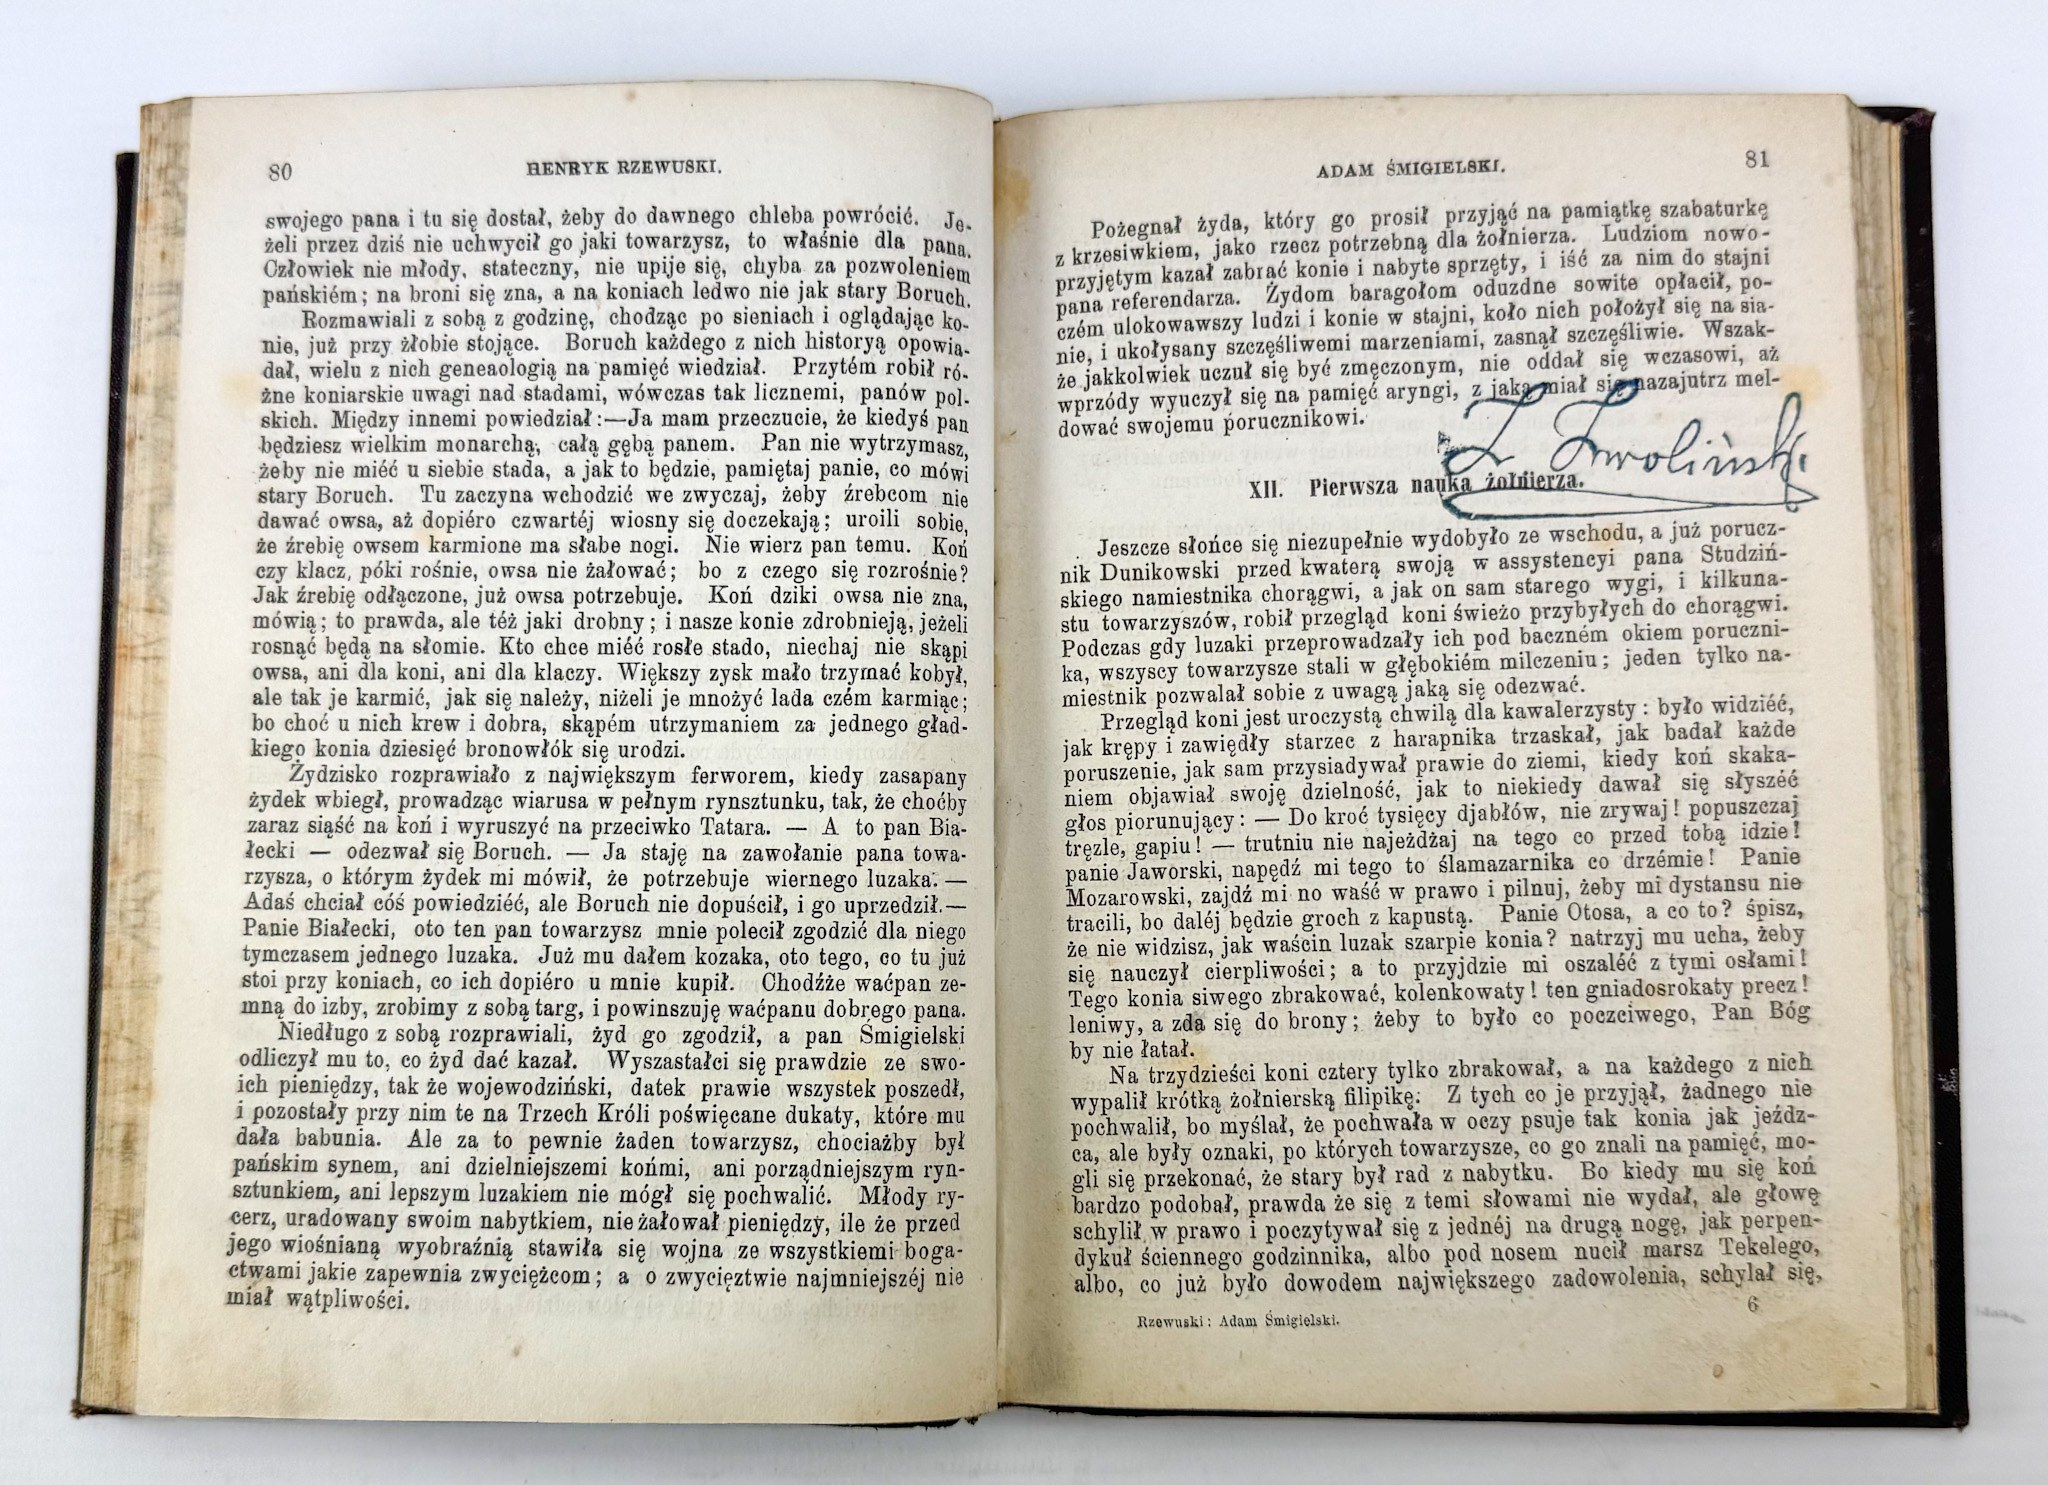 80
HENRYK RZEWUSKI.
swojego pana i tu się dostał, żeby do dawnego chleba powrócić. Je-
żeli przez dziś nie uchwycił go jaki towarzysz, to właśnie dla pana.
Człowiek nie młody, stateczny, nie upije się, chyba za pozwoleniem
pańskiém; na broni się zna, a na koniach ledwo nie jak stary Boruch.
Rozmawiali z sobą z godzinę, chodząc po sieniach i oglądając ko-
nie, już przy żłobie stojące. Boruch każdego z nich historyą opowia-
dał, wielu z nich geneaologią na pamięć wiedział. Przytém robił ró-
żne koniarskie uwagi nad stadami, wówczas tak licznemi, panów pol-
skich. Między innemi powiedział:—Ja mam przeczucie, że kiedyś pan
będziesz wielkim monarchą, całą gębą panem. Pan nie wytrzymasz,
żeby nie miéć u siebie stada, a jak to będzie, pamiętaj panie, co mówi
stary Boruch. Tu zaczyna wchodzić we zwyczaj, żeby źrebcom nie
dawać owsa, aż dopiéro czwartéj wiosny się doczekają; uroili sobie,
że źrebię owsem karmione ma słabe nogi. Nie wierz pan temu. Koń
czy klacz, póki rośnie, owsa nie żałować; bo z czego się rozrośnie?
Jak źrebię odłączone, już owsa potrzebuje. Koń dziki owsa nie zna,
mówią; to prawda, ale téż jaki drobny; i nasze konie zdrobnieją, jeżeli
rosnąć będą na słomie. Kto chce miéć rosłe stado, niechaj nie skąpi
owsa, ani dla koni, ani dla klaczy. Większy zysk mało trzymać kobył,
ale tak je karmić, jak się należy, niżeli je mnożyć lada czém karmiąc;
bo choć u nich krew i dobra, skąpém utrzymaniem za jednego gład-
kiego konia dziesięć bronowłók się urodzi.
Żydzisko rozprawiało z największym ferworem, kiedy zasapany
żydek wbiegł, prowadząc wiarusa w pełnym rynsztunku, tak, że choćby
zaraz siąść na koń i wyruszyć na przeciwko Tatara. — A to pan Bia-
łecki — odezwał się Boruch. — Ja staję na zawołanie pana towa-
rzysza, o którym żydek mi mówił, że potrzebuje wiernego luzaka. —
Adaś chciał cóś powiedziéć, ale Boruch nie dopuścił, i go uprzedził.—
Panie Białecki, oto ten pan towarzysz mnie polecił zgodzić dla niego
tymczasem jednego luzaka. Już mu dałem kozaka, oto tego, co tu już
stoi przy koniach, co ich dopiéro u mnie kupił. Chodźże waćpan ze-
mną do izby, zrobimy z sobą targ, i powinszuję waćpanu dobrego pana.
Niedługo z sobą rozprawiali, żyd go zgodził, a pan Śmigielski
odliczył mu to, co żyd dać kazał. Wyszastałci się prawdzie ze swo-
ich pieniędzy, tak że wojewodziński, datek prawie wszystek poszedł,
i pozostały przy nim te na Trzech Króli poświęcane dukaty, które mu
dała babunia. Ale za to pewnie żaden towarzysz, chociażby był
pańskim synem, ani dzielniejszemi końmi, ani porządniejszym ryn-
sztunkiem, ani lepszym luzakiem nie mógł się pochwalić. Młody ry-
cerz, uradowany swoim nabytkiem, nie żałował pieniędzy, ile że przed
jego wiośnianą wyobraźnią stawiła się wojna ze wszystkiemi boga-
ctwami jakie zapewnia zwyciężcom; a o zwycięztwie najmniejszéj nie
miał wątpliwości.
ADAM ŚMIGIELSKI.
81
Pożegnał żyda, który go prosił przyjąć na pamiątkę szabaturkę
z krzesiwkiem, jako rzecz potrzebną dla żołnierza. Ludziom nowo-
przyjętym kazał zabrać konie i nabyte sprzęty, i iść za nim do stajni
pana referendarza. Żydom baragołom oduzdne sowite opłacił, po-
czém ulokowawszy ludzi i konie w stajni, koło nich położył się na sia-
nie, i ukołysany szczęśliwemi marzeniami, zasnął szczęśliwie. Wszak-
że jakkolwiek uczuł się być zmęczonym, nie oddał się wczasowi, aż
wprzódy wyuczył się na pamięć aryngi, z jaką miał się nazajutrz mel-
dować swojemu porucznikowi.
L Zwoliński
XII. Pierwsza nauka żołnierza.
Jeszcze słońce się niezupełnie wydobyło ze wschodu, a już porucz-
nik Dunikowski przed kwaterą swoją w assystencyi pana Studziń-
skiego namiestnika chorągwi, a jak on sam starego wygi, i kilkuna-
stu towarzyszów, robił przegląd koni świeżo przybyłych do chorągwi.
Podczas gdy luzaki przeprowadzały ich pod baczném okiem poruczni-
ka, wszyscy towarzysze stali w głębokiém milczeniu; jeden tylko na-
miestnik pozwalał sobie z uwagą jaką się odezwać.
Przegląd koni jest uroczystą chwilą dla kawalerzysty: było widziéć,
jak krępy i zawiędły starzec z harapnika trzaskał, jak badał każde
poruszenie, jak sam przysiadywał prawie do ziemi, kiedy koń skaka-
niem objawiał swoję dzielność, jak to niekiedy dawał się słyszéć
głos piorunujący: — Do kroć tysięcy djabłów, nie zrywaj! popuszczaj
tręzle, gapiu! — trutniu nie najeżdżaj na tego co przed tobą idzie!
panie Jaworski, napędź mi tego to ślamazarnika co drzémie! Panie
Mozarowski, zajdź mi no waść w prawo i pilnuj, żeby mi dystansu nie
tracili, bo daléj będzie groch z kapustą. Panie Otosa, a co to? śpisz,
że nie widzisz, jak waścin luzak szarpie konia? natrzyj mu ucha, żeby
się nauczył cierpliwości; a to przyjdzie mi oszaléć z tymi osłami!
Tego konia siwego zbrakować, kolenkowaty! ten gniadosrokaty precz!
leniwy, a zda się do brony; żeby to było co poczciwego, Pan Bóg
by nie łatał.
Na trzydzieści koni cztery tylko zbrakował, a na każdego z nich
wypalił krótką żołnierską filipikę. Z tych co je przyjął, żadnego nie
pochwalił, bo myślał, że pochwała w oczy psuje tak konia jak jeźdz-
ca, ale były oznaki, po których towarzysze, co go znali na pamięć, mo-
gli się przekonać, że stary był rad z nabytku. Bo kiedy mu się koń
bardzo podobał, prawda że się z temi słowami nie wydał, ale głowę
schylił w prawo i poczytywał się z jednéj na drugą nogę, jak perpen-
dykuł ściennego godzinnika, albo pod nosem nucił marsz Tekelego,
albo, co już było dowodem największego zadowolenia, schylał się,
Rzewuski: Adam Śmigielski.
6